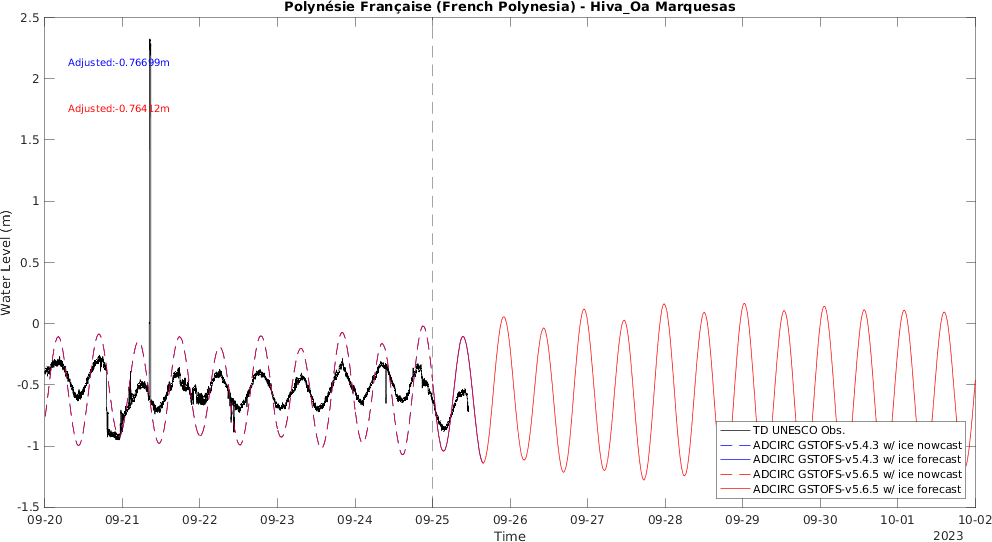 Polynésie Française (French Polynesia) - Hiva_Oa Marquesas
2.5
2
1.5
1
0.5
0
-0.5
-1
-1.5
Water Level (m)
Adjusted:-0.76699m
Adjusted:-0.76412m
TD UNESCO Obs.
ADCIRC GSTOFS-v5.4.3 w/ ice nowcast
ADCIRC GSTOFS-v5.4.3 w/ ice forecast
ADCIRC GSTOFS-v5.6.5 w/ ice nowcast
ADCIRC GSTOFS-v5.6.5 w/ ice forecast
09-20 09-21 09-22 09-23 09-24 09-25 09-26 09-27 09-28 09-29 09-30 10-01 10-02
Time
2023